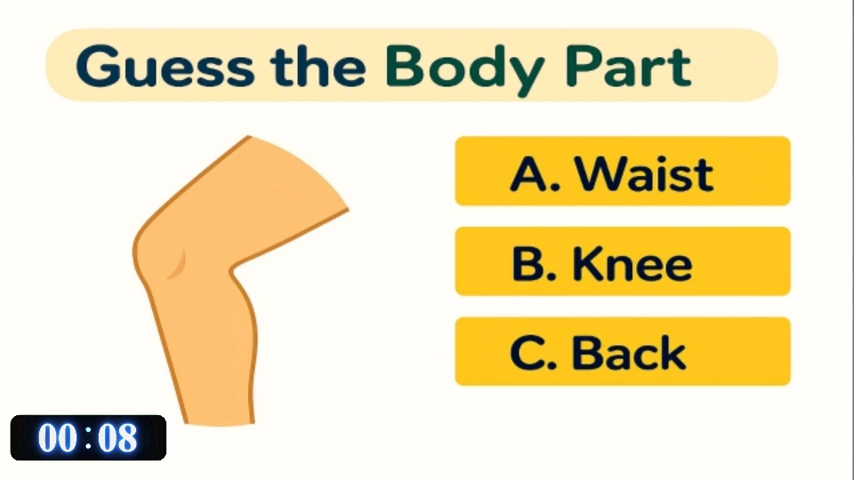 Guess the Body Part
A. Waist
B. Knee
C. Back
00:08